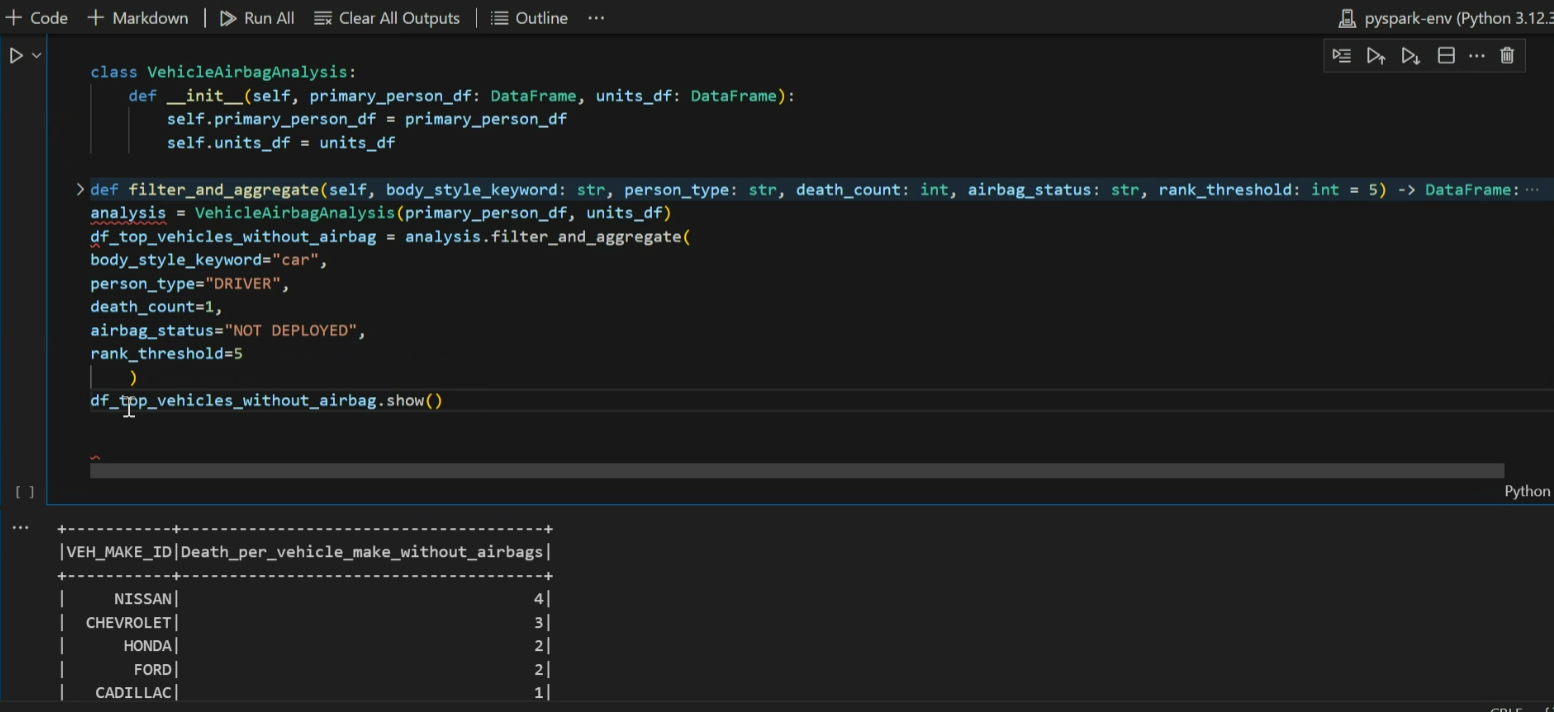 + Code + Markdown | Run All Clear All Outputs | Outline ... pyspark-env (Python 3.12.3
class VehicleAirbagAnalysis:
    def __init__(self, primary_person_df: DataFrame, units_df: DataFrame):
        self.primary_person_df = primary_person_df
        self.units_df = units_df
def filter_and_aggregate(self, body_style_keyword: str, person_type: str, death_count: int, airbag_status: str, rank_threshold: int = 5) -> DataFrame: ...
analysis = VehicleAirbagAnalysis(primary_person_df, units_df)
df_top_vehicles_without_airbag = analysis.filter_and_aggregate(
body_style_keyword="car",
person_type="DRIVER",
death_count=1,
airbag_status="NOT DEPLOYED",
rank_threshold=5
    )
df_top_vehicles_without_airbag.show()
[ ]
Python
...
+-----------+--------------------------------------+
|VEH_MAKE_ID|Death_per_vehicle_make_without_airbags|
+-----------+--------------------------------------+
|     NISSAN|                                     4|
|  CHEVROLET|                                     3|
|      HONDA|                                     2|
|       FORD|                                     2|
|   CADILLAC|                                     1|